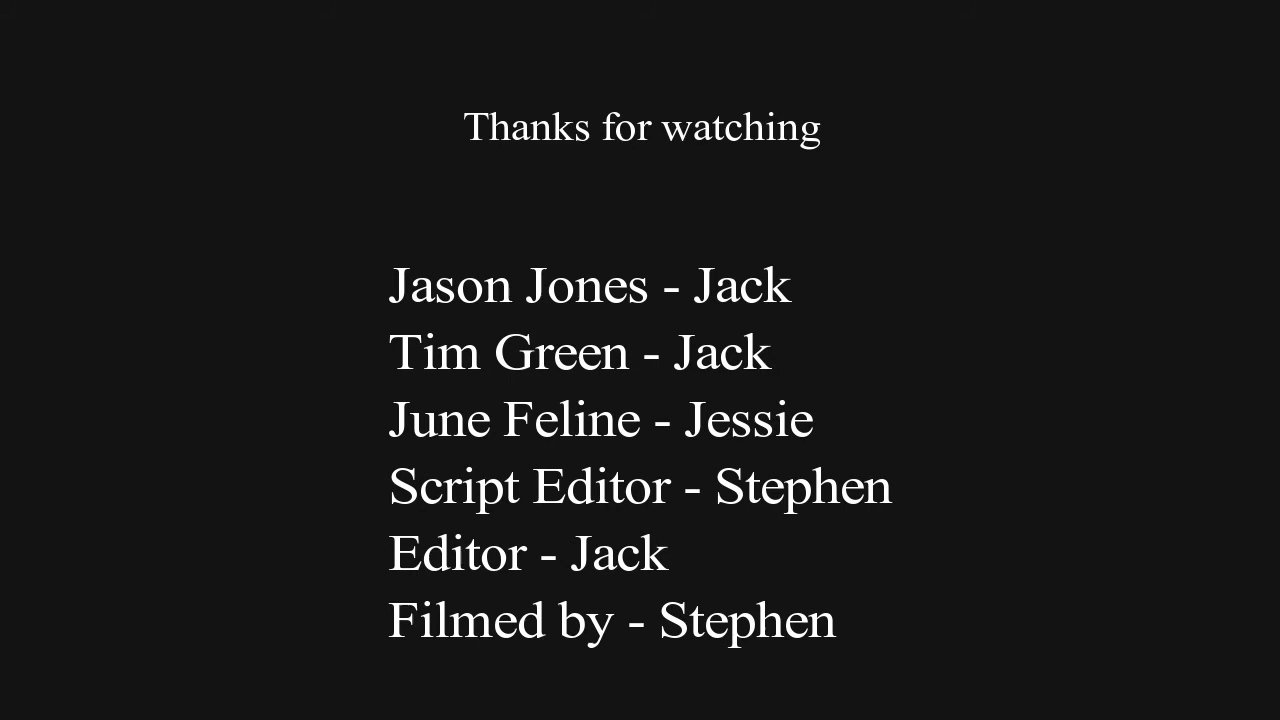 Thanks for watching
Jason Jones - Jack
Tim Green - Jack
June Feline - Jessie
Script Editor - Stephen
Editor - Jack
Filmed by - Stephen